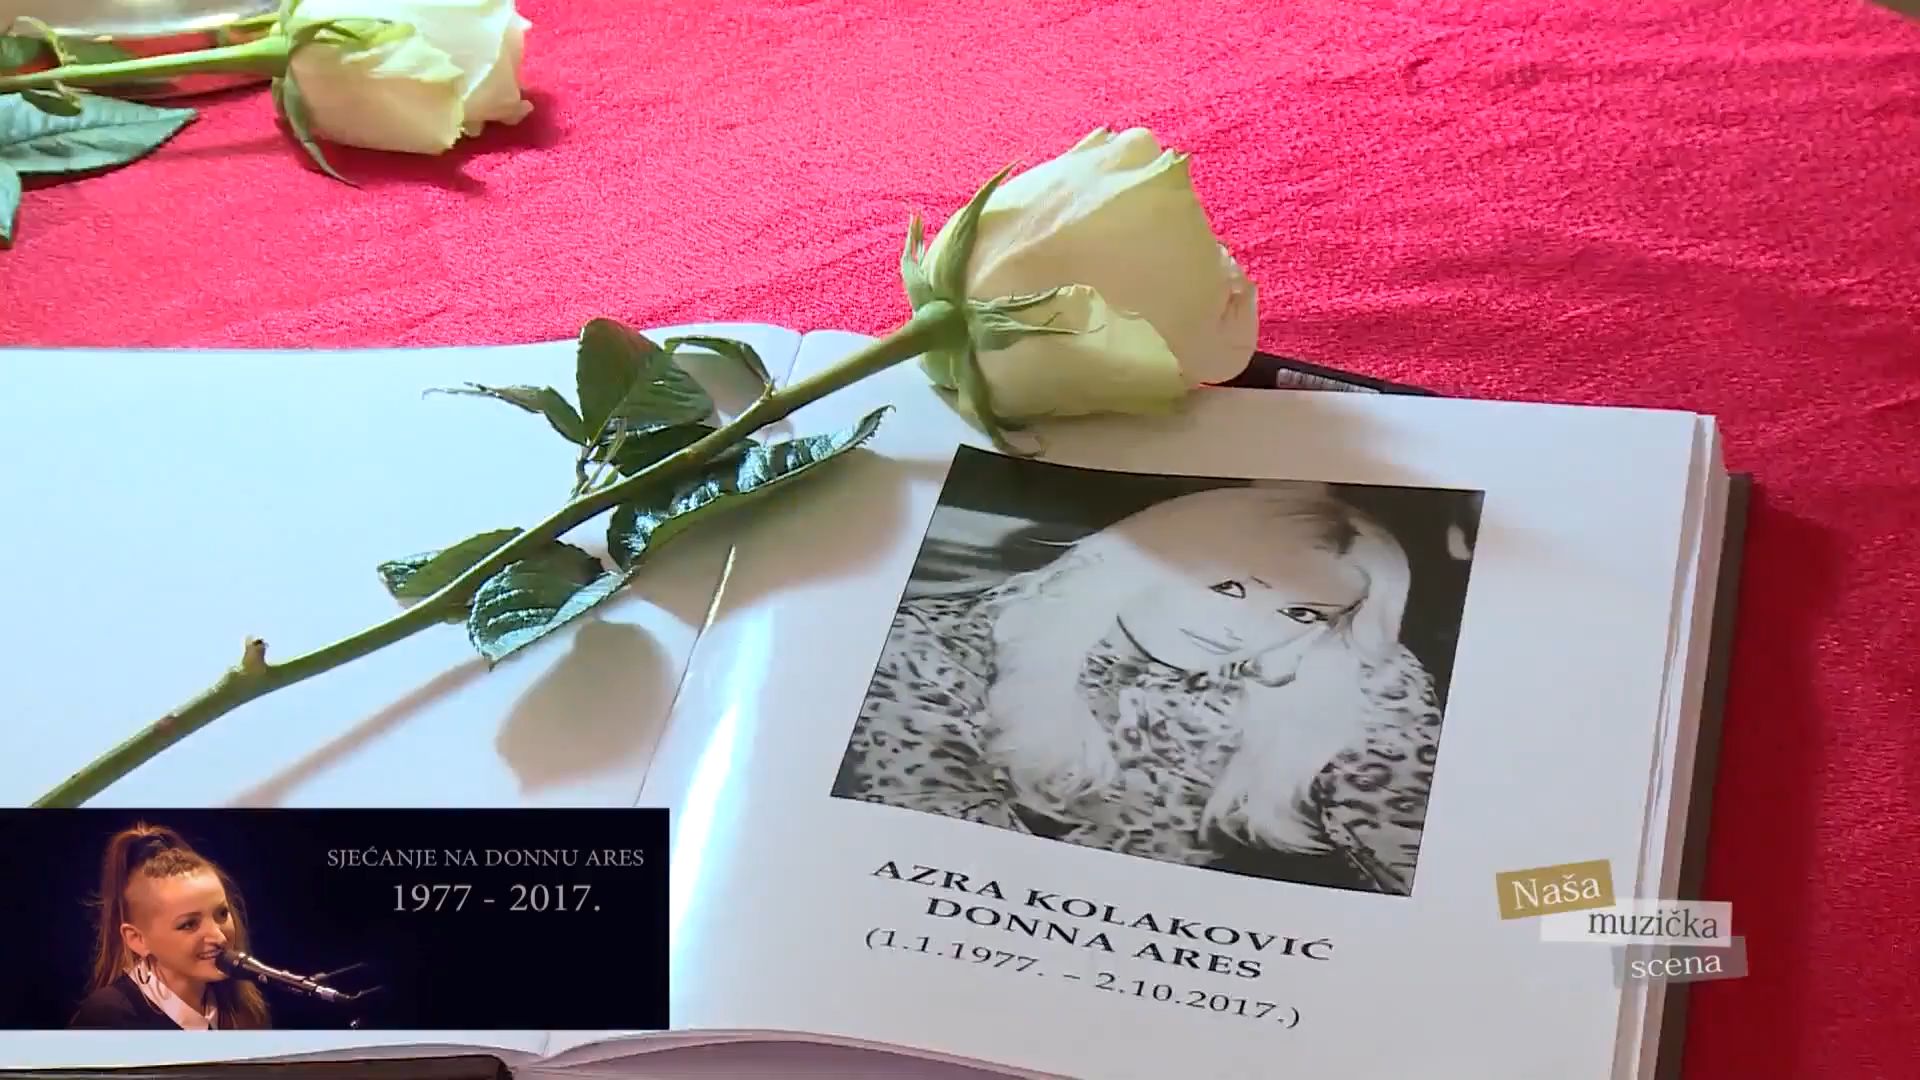 AZRA KOLAKOVIĆ
DONNA ARES
(1.1.1977. – 2.10.2017.)
SJEĆANJE NA DONNU ARES
1977 - 2017.
Naša
muzička
scena